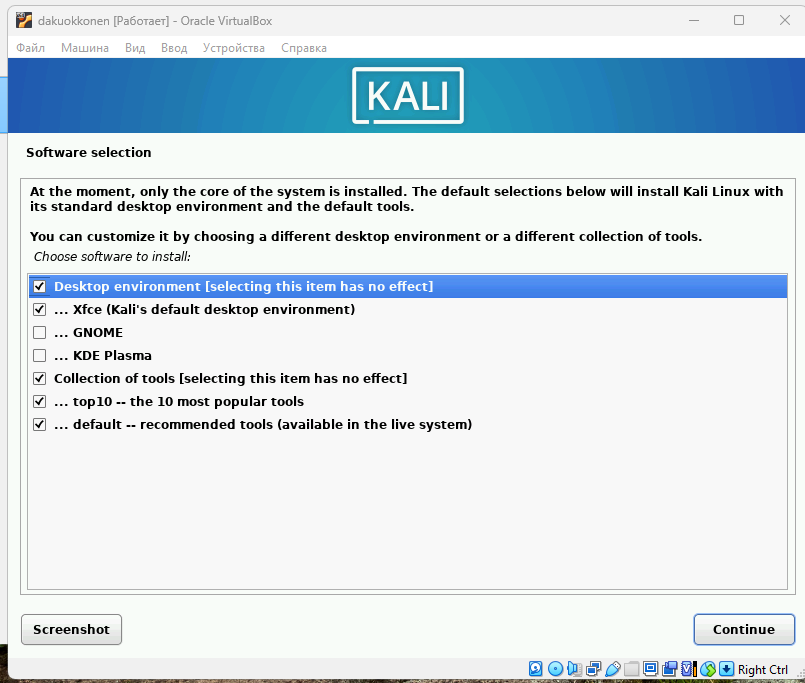 dakuokkonen [Работает] - Oracle VirtualBox
Файл Машина Вид Ввод Устройства Справка
KALI
Software selection
At the moment, only the core of the system is installed. The default selections below will install Kali Linux with
its standard desktop environment and the default tools.
You can customize it by choosing a different desktop environment or a different collection of tools.
Choose software to install:
Desktop environment [selecting this item has no effect]
... Xfce (Kali's default desktop environment)
... GNOME
... KDE Plasma
Collection of tools [selecting this item has no effect]
... top10 -- the 10 most popular tools
... default -- recommended tools (available in the live system)
Screenshot
Continue
Right Ctrl